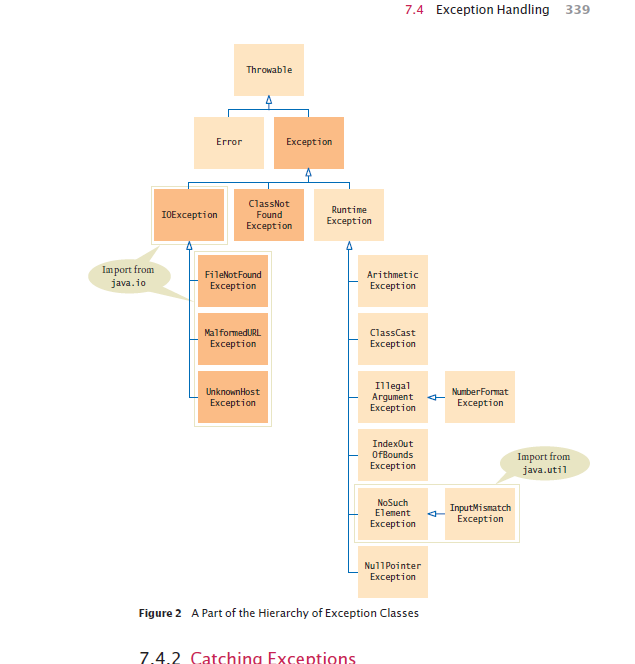 7.4 Exception Handling 339
Throwable
Error
Exception
IOException
ClassNot
Found
Exception
Runtime
Exception
Import from
java.io
FileNotFound
Exception
MalformedURL
Exception
UnknownHost
Exception
Arithmetic
Exception
ClassCast
Exception
Illegal
Argument
Exception
NumberFormat
Exception
IndexOut
OfBounds
Exception
Import from
java.util
NoSuch
Element
Exception
InputMismatch
Exception
NullPointer
Exception
Figure 2 A Part of the Hierarchy of Exception Classes
7.4.2 Catching Exceptions